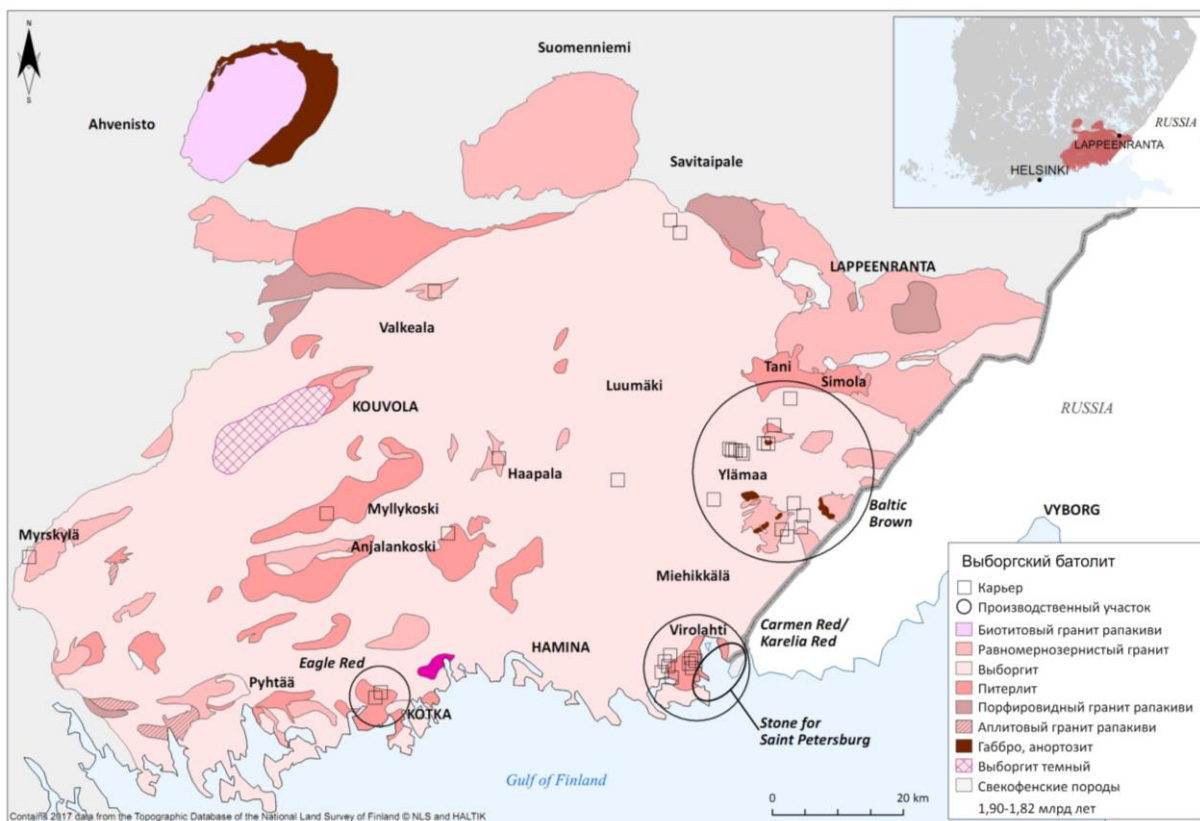 N
S
Suomenniemi
Ahvenisto
Savitaipale
RUSSIA
LAPPEENRANTA
HELSINKI
LAPPEENRANTA
Valkeala
Tani
Simola
Luumäki
KOUVOLA
RUSSIA
Haapala
Ylämaa
Baltic
Brown
Myllykoski
VYBORG
Myrskylä
Anjalankoski
Miehikkälä
Carmen Red/
Karelia Red
Virolahti
HAMINA
Eagle Red
Pyhtää
KOTKA
Stone for
Saint Petersburg
Gulf of Finland
0 20 km
Выборгский батолит
Карьер
Производственный участок
Биотитовый гранит рапакиви
Равномернозернистый гранит
Выборгит
Питерлит
Порфировидный гранит рапакиви
Аплитовый гранит рапакиви
Габбро, анортозит
Выборгит темный
Свекофенские породы
1,90-1,82 млрд лет
Contains 2017 data from the Topographic Database of the National Land Survey of Finland © NLS and HALTIK